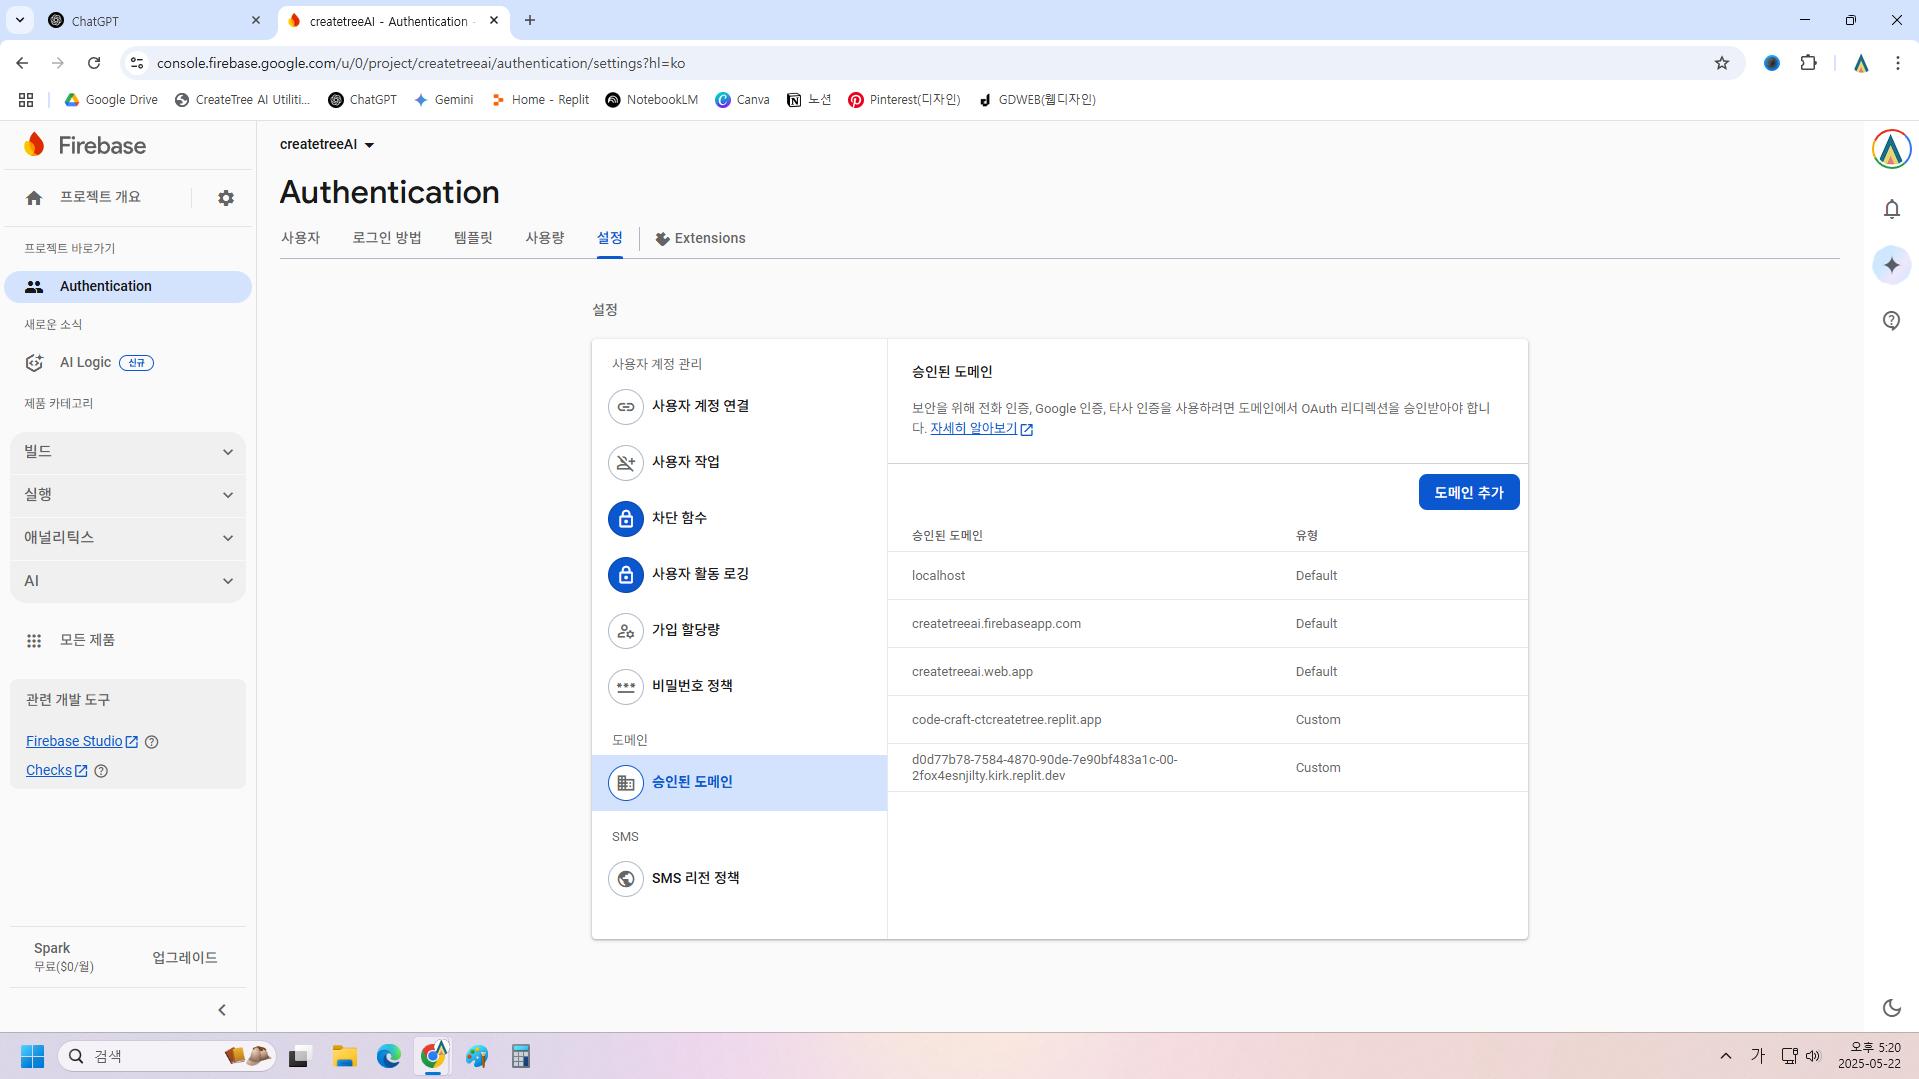 ChatGPT
createtreeAI - Authentication -
console.firebase.google.com/u/0/project/createtreeai/authentication/settings?hl=ko
Google Drive
CreateTree AI Utiliti...
ChatGPT
Gemini
Home - Replit
NotebookLM
Canva
노션
Pinterest(디자인)
GDWEB(웹디자인)
Firebase
프로젝트 개요
프로젝트 바로가기
Authentication
새로운 소식
AI Logic 신규
제품 카테고리
빌드
실행
애널리틱스
AI
모든 제품
관련 개발 도구
Firebase Studio
Checks
Spark
무료($0/월)
업그레이드
createtreeAI
Authentication
사용자
로그인 방법
템플릿
사용량
설정
Extensions
설정
사용자 계정 관리
사용자 계정 연결
사용자 작업
차단 함수
사용자 활동 로깅
가입 할당량
비밀번호 정책
도메인
승인된 도메인
SMS
SMS 리전 정책
승인된 도메인
보안을 위해 전화 인증, Google 인증, 타사 인증을 사용하려면 도메인에서 OAuth 리디렉션을 승인받아야 합니
다. 자세히 알아보기
도메인 추가
승인된 도메인 유형
localhost Default
createtreeai.firebaseapp.com Default
createtreeai.web.app Default
code-craft-ctcreatetree.replit.app Custom
d0d77b78-7584-4870-90de-7e90bf483a1c-00-
2fox4esnjilty.kirk.replit.dev Custom
검색
가
오후 5:20
2025-05-22